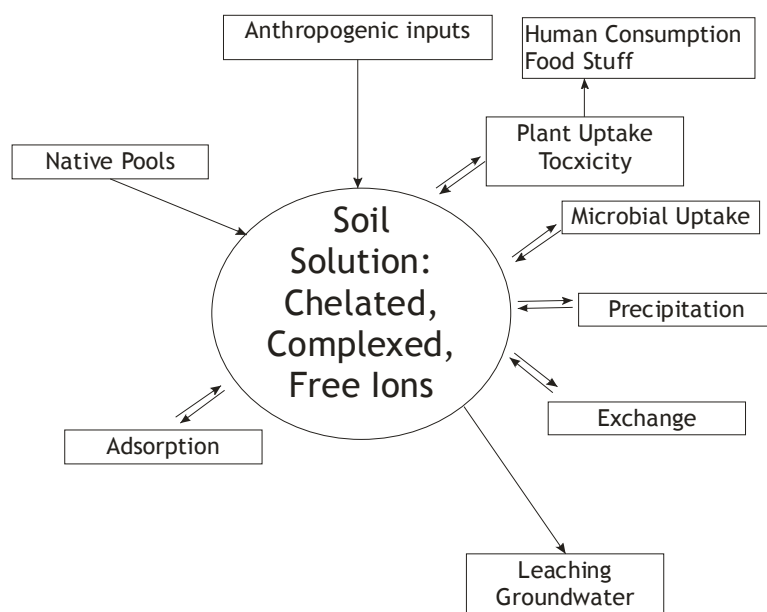 Anthropogenic inputs
Human Consumption
Food Stuff
Plant Uptake
Tocxicity
Native Pools
Microbial Uptake
Soil
Solution:
Chelated,
Complexed,
Free Ions
Precipitation
Exchange
Adsorption
Leaching
Groundwater